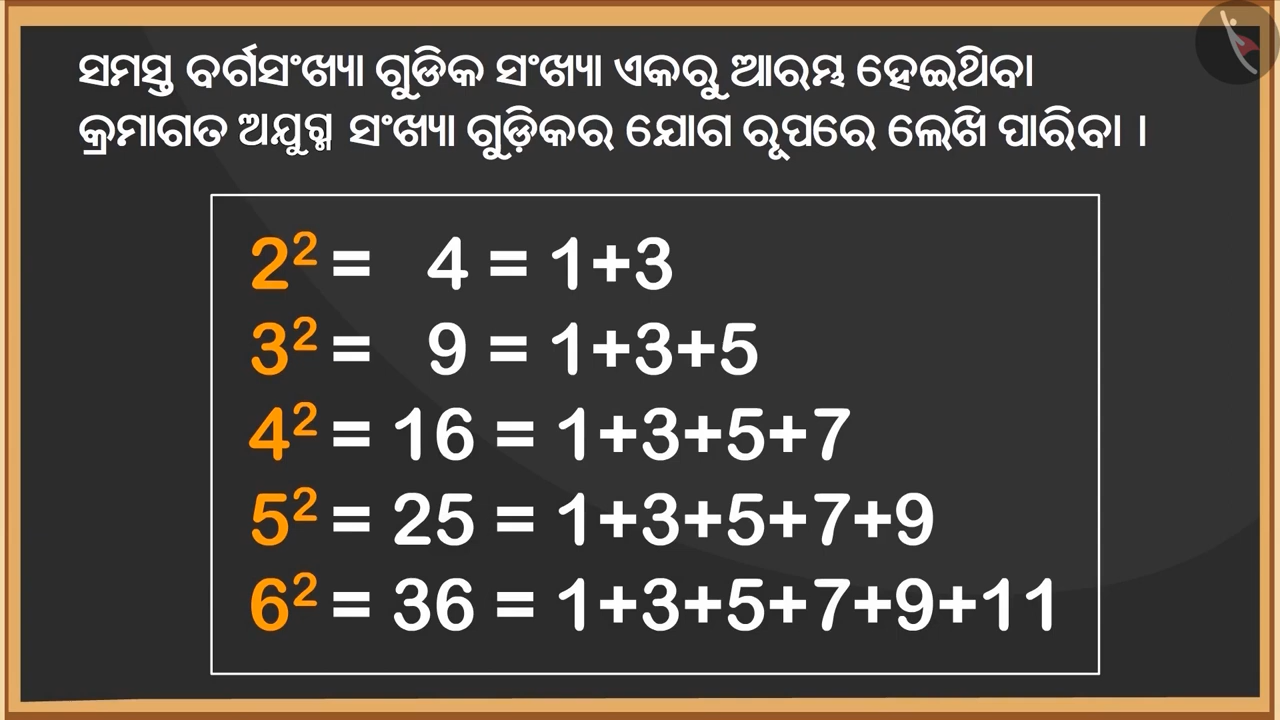 ସମସ୍ତ ବର୍ଗସଂଖ୍ୟା ଗୁଡିକ ସଂଖ୍ୟା ଏକରୁ ଆରମ୍ଭ ହେଇଥିବା
କ୍ରମାଗତ ଅଯୁଗ୍ମ ସଂଖ୍ୟା ଗୁଡ଼ିକର ଯୋଗ ରୂପରେ ଲେଖି ପାରିବା ।
2² = 4 = 1+3
3² = 9 = 1+3+5
4² = 16 = 1+3+5+7
5² = 25 = 1+3+5+7+9
6² = 36 = 1+3+5+7+9+11